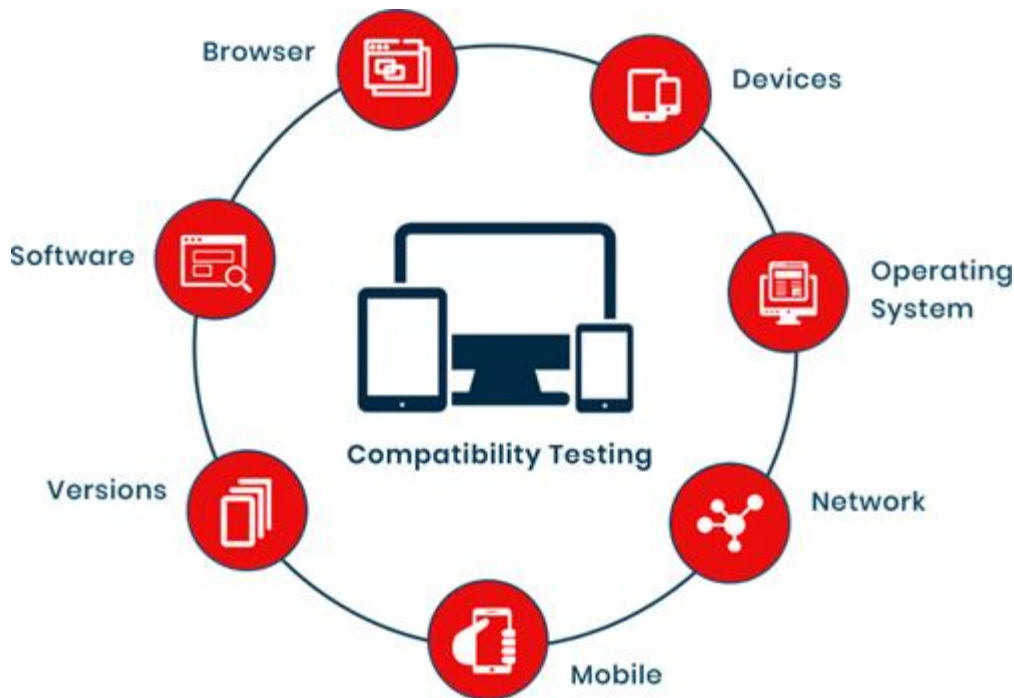 Browser
Devices
Software
Operating
System
Compatibility Testing
Versions
Network
Mobile